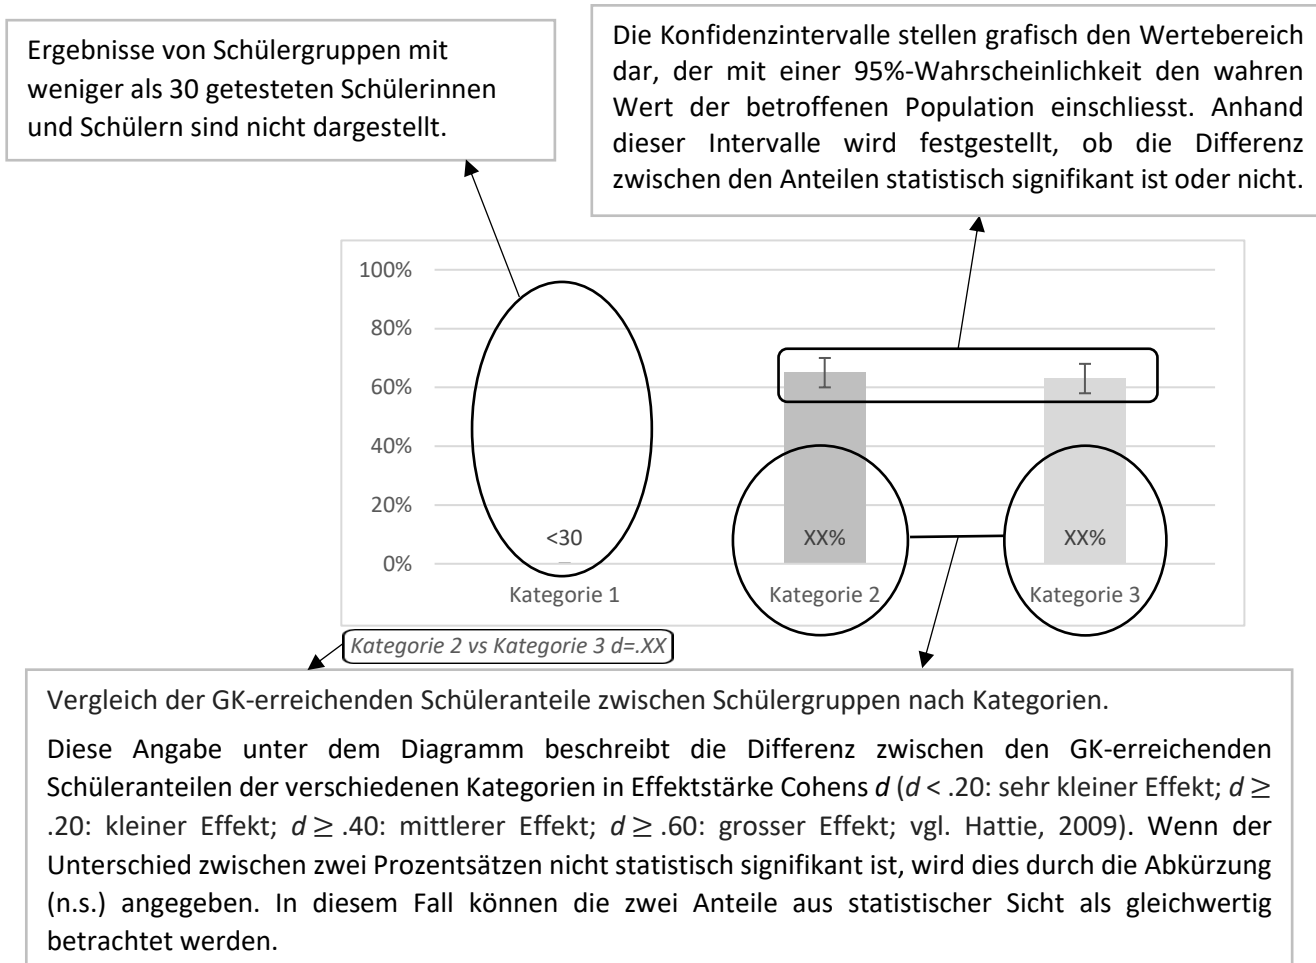 Ergebnisse von Schülergruppen mit
weniger als 30 getesteten Schülerinnen
und Schülern sind nicht dargestellt.
Die Konfidenzintervalle stellen grafisch den Wertebereich
dar, der mit einer 95%-Wahrscheinlichkeit den wahren
Wert der betroffenen Population einschliesst. Anhand
dieser Intervalle wird festgestellt, ob die Differenz
zwischen den Anteilen statistisch signifikant ist oder nicht.
100%
80%
60%
40%
20%
0%
<30
XX%
XX%
Kategorie 1
Kategorie 2
Kategorie 3
Kategorie 2 vs Kategorie 3 d=.XX
Vergleich der GK-erreichenden Schüleranteile zwischen Schülergruppen nach Kategorien.
Diese Angabe unter dem Diagramm beschreibt die Differenz zwischen den GK-erreichenden
Schüleranteilen der verschiedenen Kategorien in Effektstärke Cohens d (d < .20: sehr kleiner Effekt; d ≥
.20: kleiner Effekt; d ≥ .40: mittlerer Effekt; d ≥ .60: grosser Effekt; vgl. Hattie, 2009). Wenn der
Unterschied zwischen zwei Prozentsätzen nicht statistisch signifikant ist, wird dies durch die Abkürzung
(n.s.) angegeben. In diesem Fall können die zwei Anteile aus statistischer Sicht als gleichwertig
betrachtet werden.